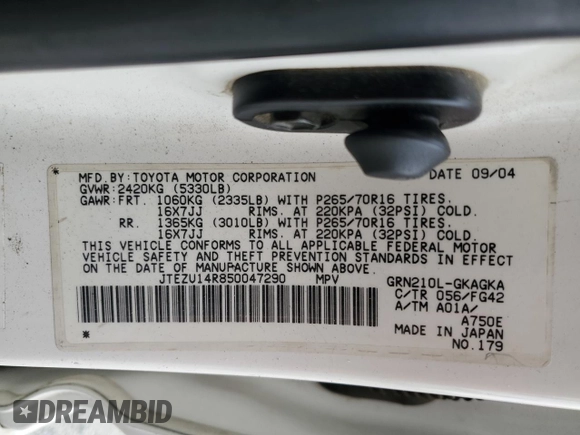 MFD. BY: TOYOTA MOTOR CORPORATION DATE 09/04
GVWR: 2420KG (5330LB)
GAWR: FRT. 1060KG (2335LB) WITH P265/70R16 TIRES.
16X7JJ RIMS. AT 220KPA (32PSI) COLD.
RR. 1365KG (3010LB) WITH P265/70R16 TIRES.
16X7JJ RIMS. AT 220KPA (32PSI) COLD.
THIS VEHICLE CONFORMS TO ALL APPLICABLE FEDERAL MOTOR
VEHICLE SAFETY AND THEFT PREVENTION STANDARDS IN EFFECT
ON THE DATE OF MANUFACTURE SHOWN ABOVE.
JTEZU14R850047290 MPV GRN210L-GKAGKA
C/TR 056/FG42
A/TM A01A/
A750E
* * MADE IN JAPAN
NO.179
DREAMBID